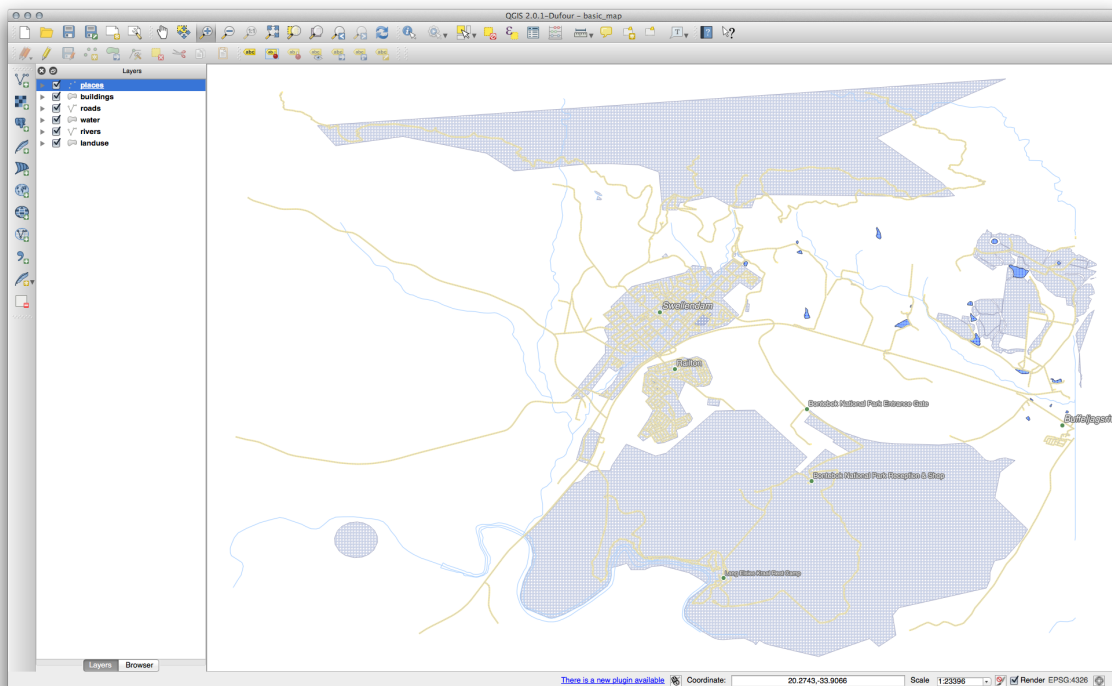 QGIS 2.0.1-Dufour - basic_map
Layers
places
buildings
roads
water
rivers
landuse
Swellendam
Railton
Bontebok National Park Entrance Gate
Bontebok National Park Reception & Shop
Lang Elsies Kraal Rest Camp
Layers
Browser
There is a new plugin available
Coordinate:
20.2743,-33.9066
Scale
1:23396
Render
EPSG:4326